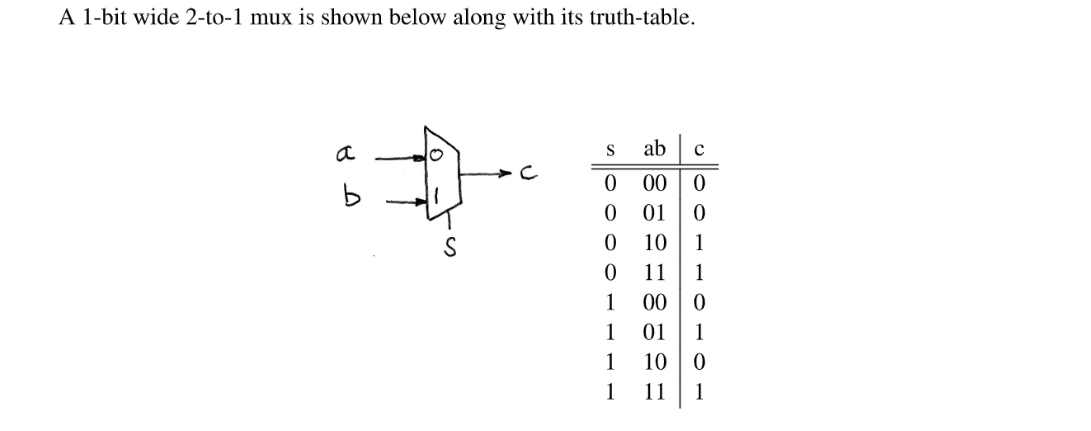 A 1-bit wide 2-to-1 mux is shown below along with its truth-table.
a
0
c
b
1
S
s ab c
0 00 0
0 01 0
0 10 1
0 11 1
1 00 0
1 01 1
1 10 0
1 11 1